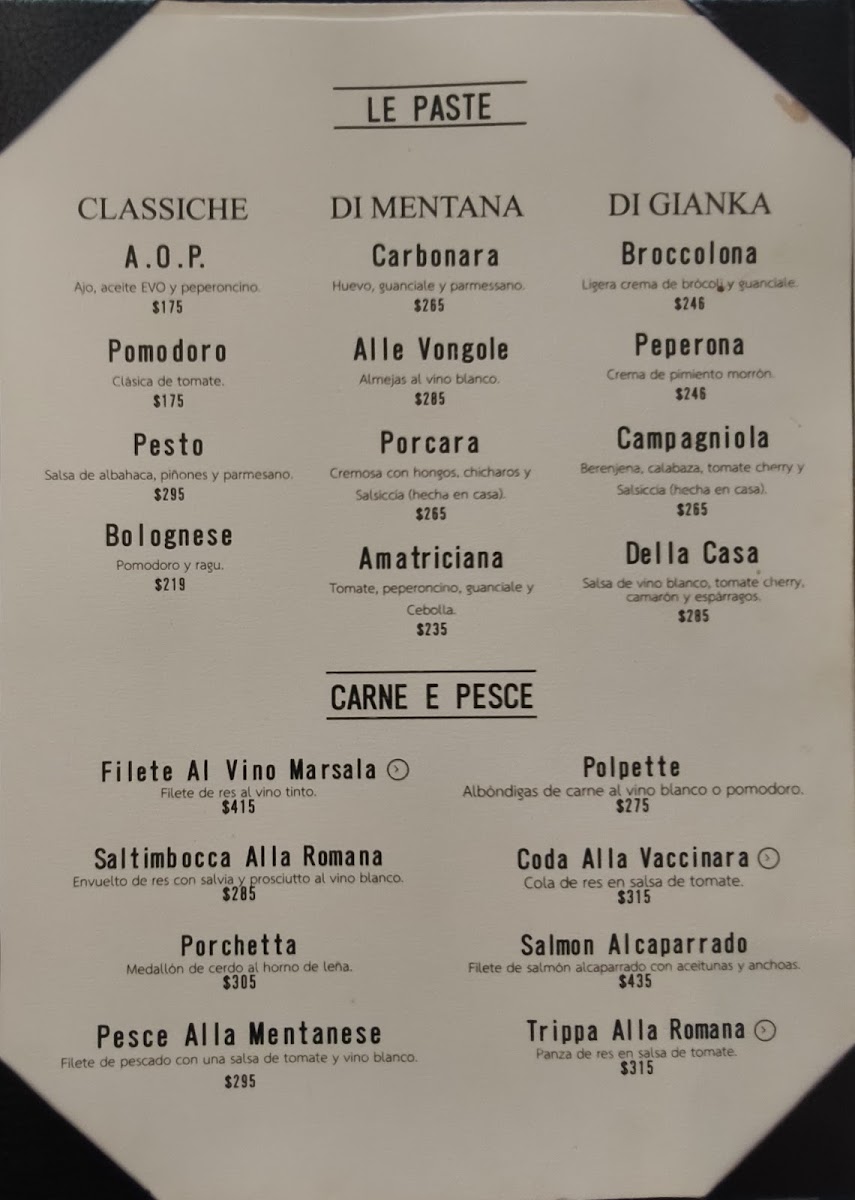 LE PASTE
CLASSICHE
A.O.P.
Ajo, aceite EVO y peperoncino.
$175
Pomodoro
Clásica de tomate.
$175
Pesto
Salsa de albahaca, piñones y parmesano.
$295
Bolognese
Pomodoro y ragu.
$219
DI MENTANA
Carbonara
Huevo, guanciale y parmessano.
$265
Alle Vongole
Almejas al vino blanco.
$285
Porcara
Cremosa con hongos, chicharos y
Salsiccia (hecha en casa).
$265
Amatriciana
Tomate, peperoncino, guanciale y
Cebolla.
$235
DI GIANKA
Broccolona
Ligera crema de brócoli y guanciale.
$246
Peperona
Crema de pimiento morrón.
$246
Campagniola
Berenjena, calabaza, tomate cherry y
Salsiccia (hecha en casa).
$265
Della Casa
Salsa de vino blanco, tomate cherry,
camarón y espárragos.
$285
CARNE E PESCE
Filete Al Vino Marsala
Filete de res al vino tinto.
$415
Saltimbocca Alla Romana
Envuelto de res con salvia y prosciutto al vino blanco.
$285
Porchetta
Medallón de cerdo al horno de leña.
$305
Pesce Alla Mentanese
Filete de pescado con una salsa de tomate y vino blanco.
$295
Polpette
Albóndigas de carne al vino blanco o pomodoro.
$275
Coda Alla Vaccinara
Cola de res en salsa de tomate.
$315
Salmon Alcaparrado
Filete de salmón alcaparrado con aceitunas y anchoas.
$435
Trippa Alla Romana
Panza de res en salsa de tomate.
$315